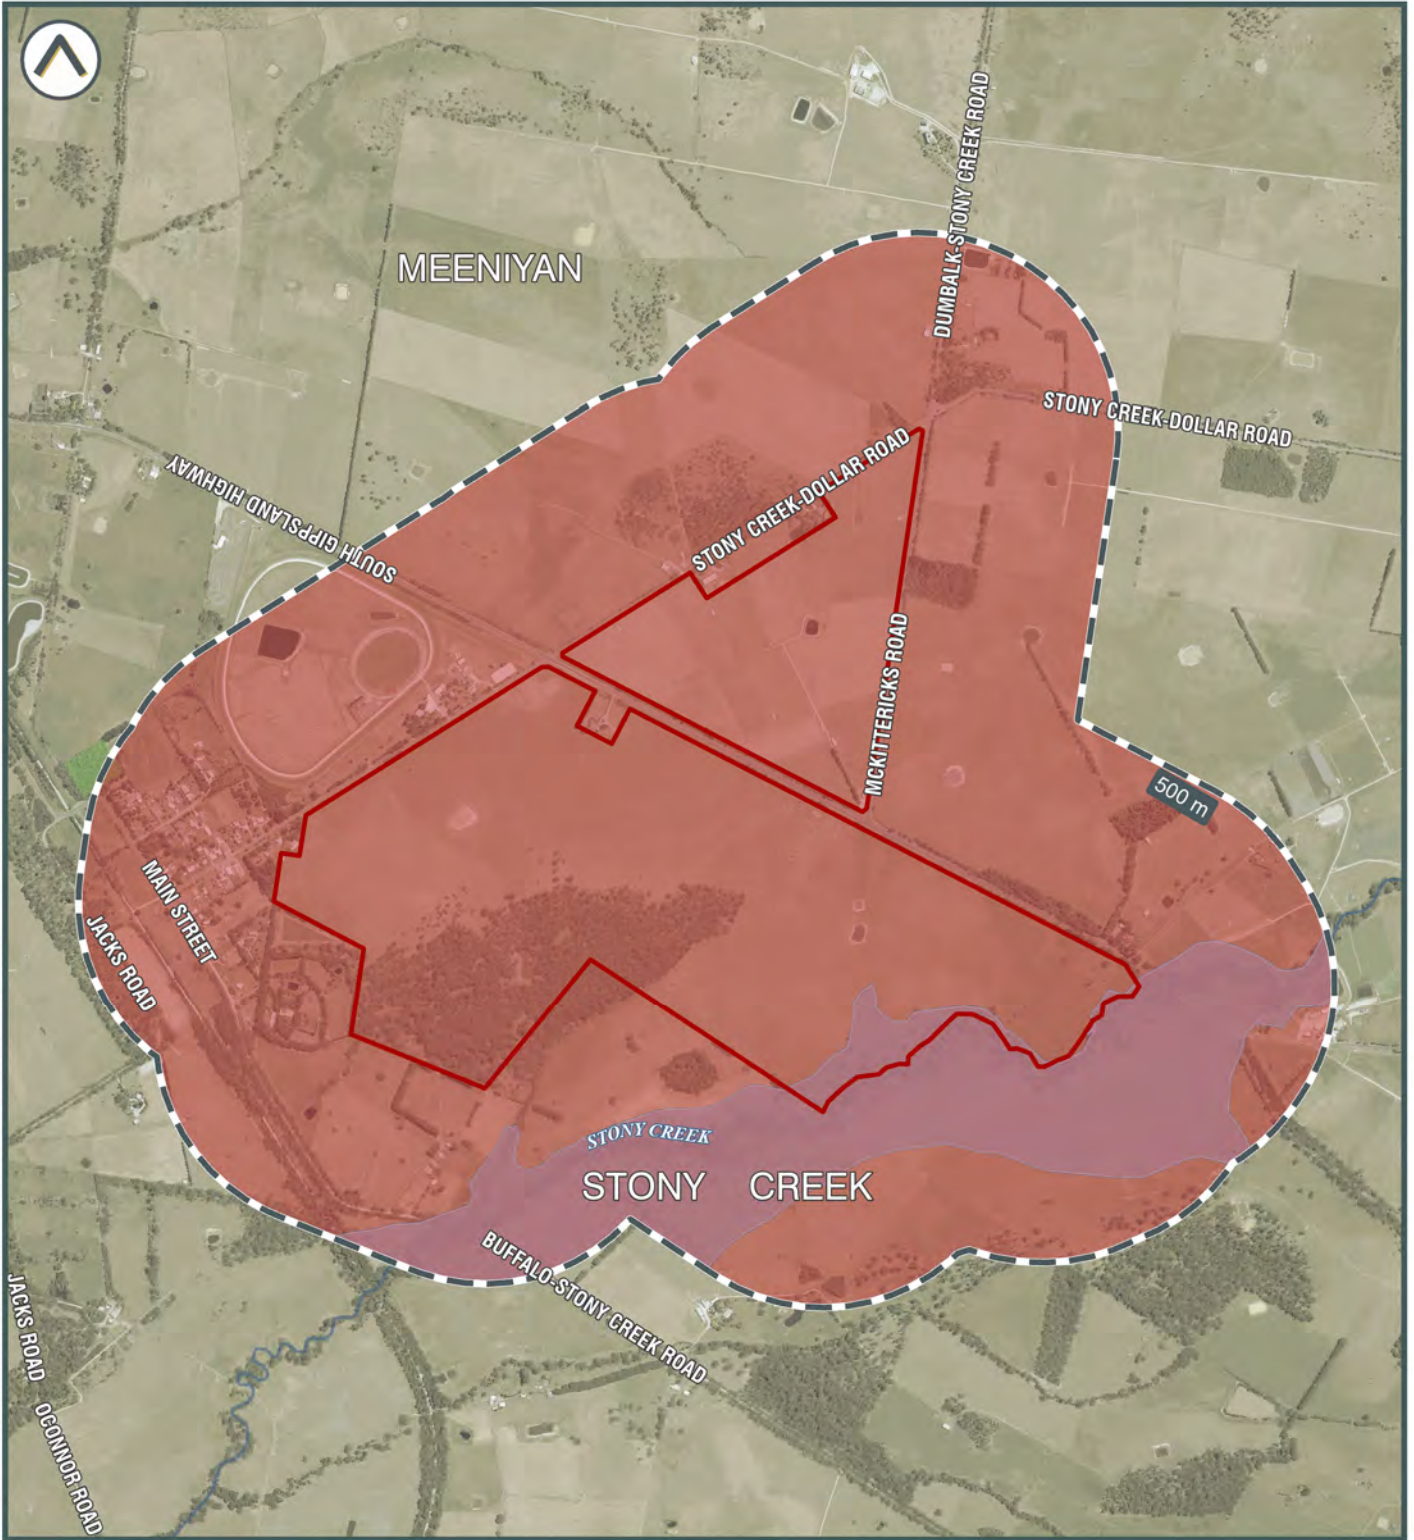 DUMBALK-STONY CREEK ROAD
MEENIYAN
STONY CREEK-DOLLAR ROAD
STONY CREEK-DOLLAR ROAD
SOUTH GIPPSLAND HIGHWAY
MCKITTERICKS ROAD
500 m
MAIN STREET
JACKS ROAD
STONY CREEK
STONY CREEK
BUFFALO-STONY CREEK ROAD
JACKS ROAD
OCONNOR ROAD